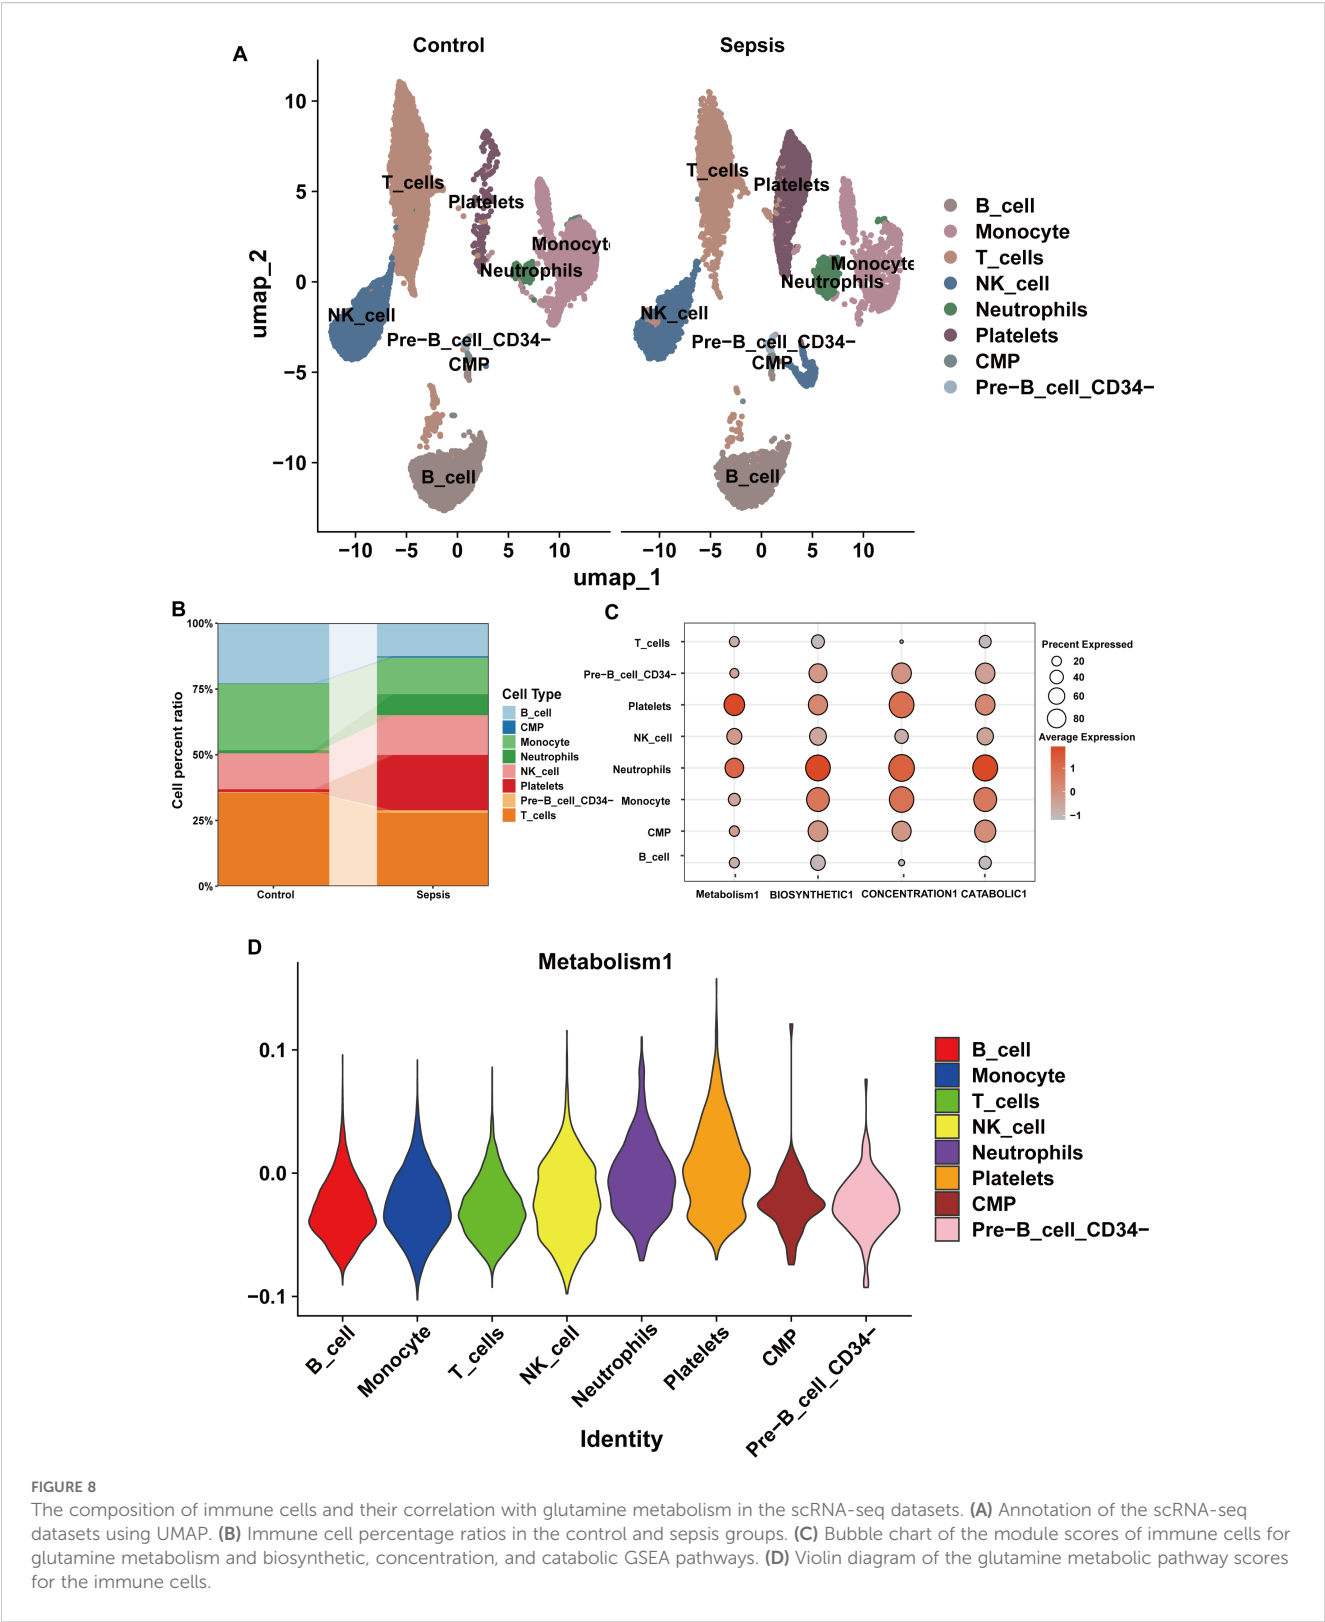 A
Control
Sepsis
umap_2
10
5
0
−5
−10
T_cells
Platelets
Monocyte
Neutrophils
NK_cell
Pre−B_cell_CD34−
CMP
B_cell
T_cells
Platelets
Monocyte
Neutrophils
NK_cell
Pre−B_cell_CD34−
CMP
B_cell
B_cell
Monocyte
T_cells
NK_cell
Neutrophils
Platelets
CMP
Pre−B_cell_CD34−
−10 −5 0 5 10
−10 −5 0 5 10
umap_1
B
Cell percent ratio
100%
75%
50%
25%
0%
Control
Sepsis
Cell Type
B_cell
CMP
Monocyte
Neutrophils
NK_cell
Platelets
Pre−B_cell_CD34−
T_cells
C
T_cells
Pre−B_cell_CD34−
Platelets
NK_cell
Neutrophils
Monocyte
CMP
B_cell
Metabolism1 BIOSYNTHETIC1 CONCENTRATION1 CATABOLIC1
Precent Expressed
20
40
60
80
Average Expression
1
0
−1
D
Metabolism1
0.1
0.0
−0.1
B_cell
Monocyte
T_cells
NK_cell
Neutrophils
Platelets
CMP
Pre−B_cell_CD34−
Identity
B_cell
Monocyte
T_cells
NK_cell
Neutrophils
Platelets
CMP
Pre−B_cell_CD34−
FIGURE 8
The composition of immune cells and their correlation with glutamine metabolism in the scRNA-seq datasets. (A) Annotation of the scRNA-seq
datasets using UMAP. (B) Immune cell percentage ratios in the control and sepsis groups. (C) Bubble chart of the module scores of immune cells for
glutamine metabolism and biosynthetic, concentration, and catabolic GSEA pathways. (D) Violin diagram of the glutamine metabolic pathway scores
for the immune cells.